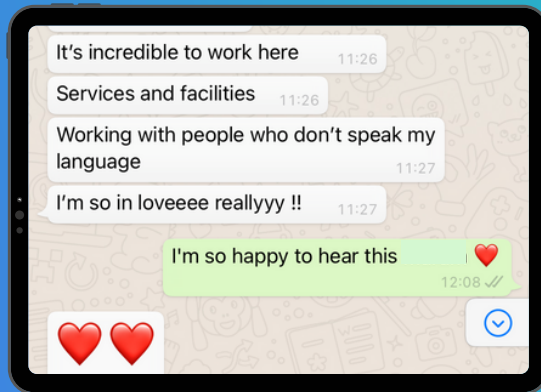 It’s incredible to work here
11:26
Services and facilities
11:26
Working with people who don’t speak my
language
11:27
I’m so in loveeee reallyyy !!
11:27
I'm so happy to hear this ❤️
12:08
❤️❤️